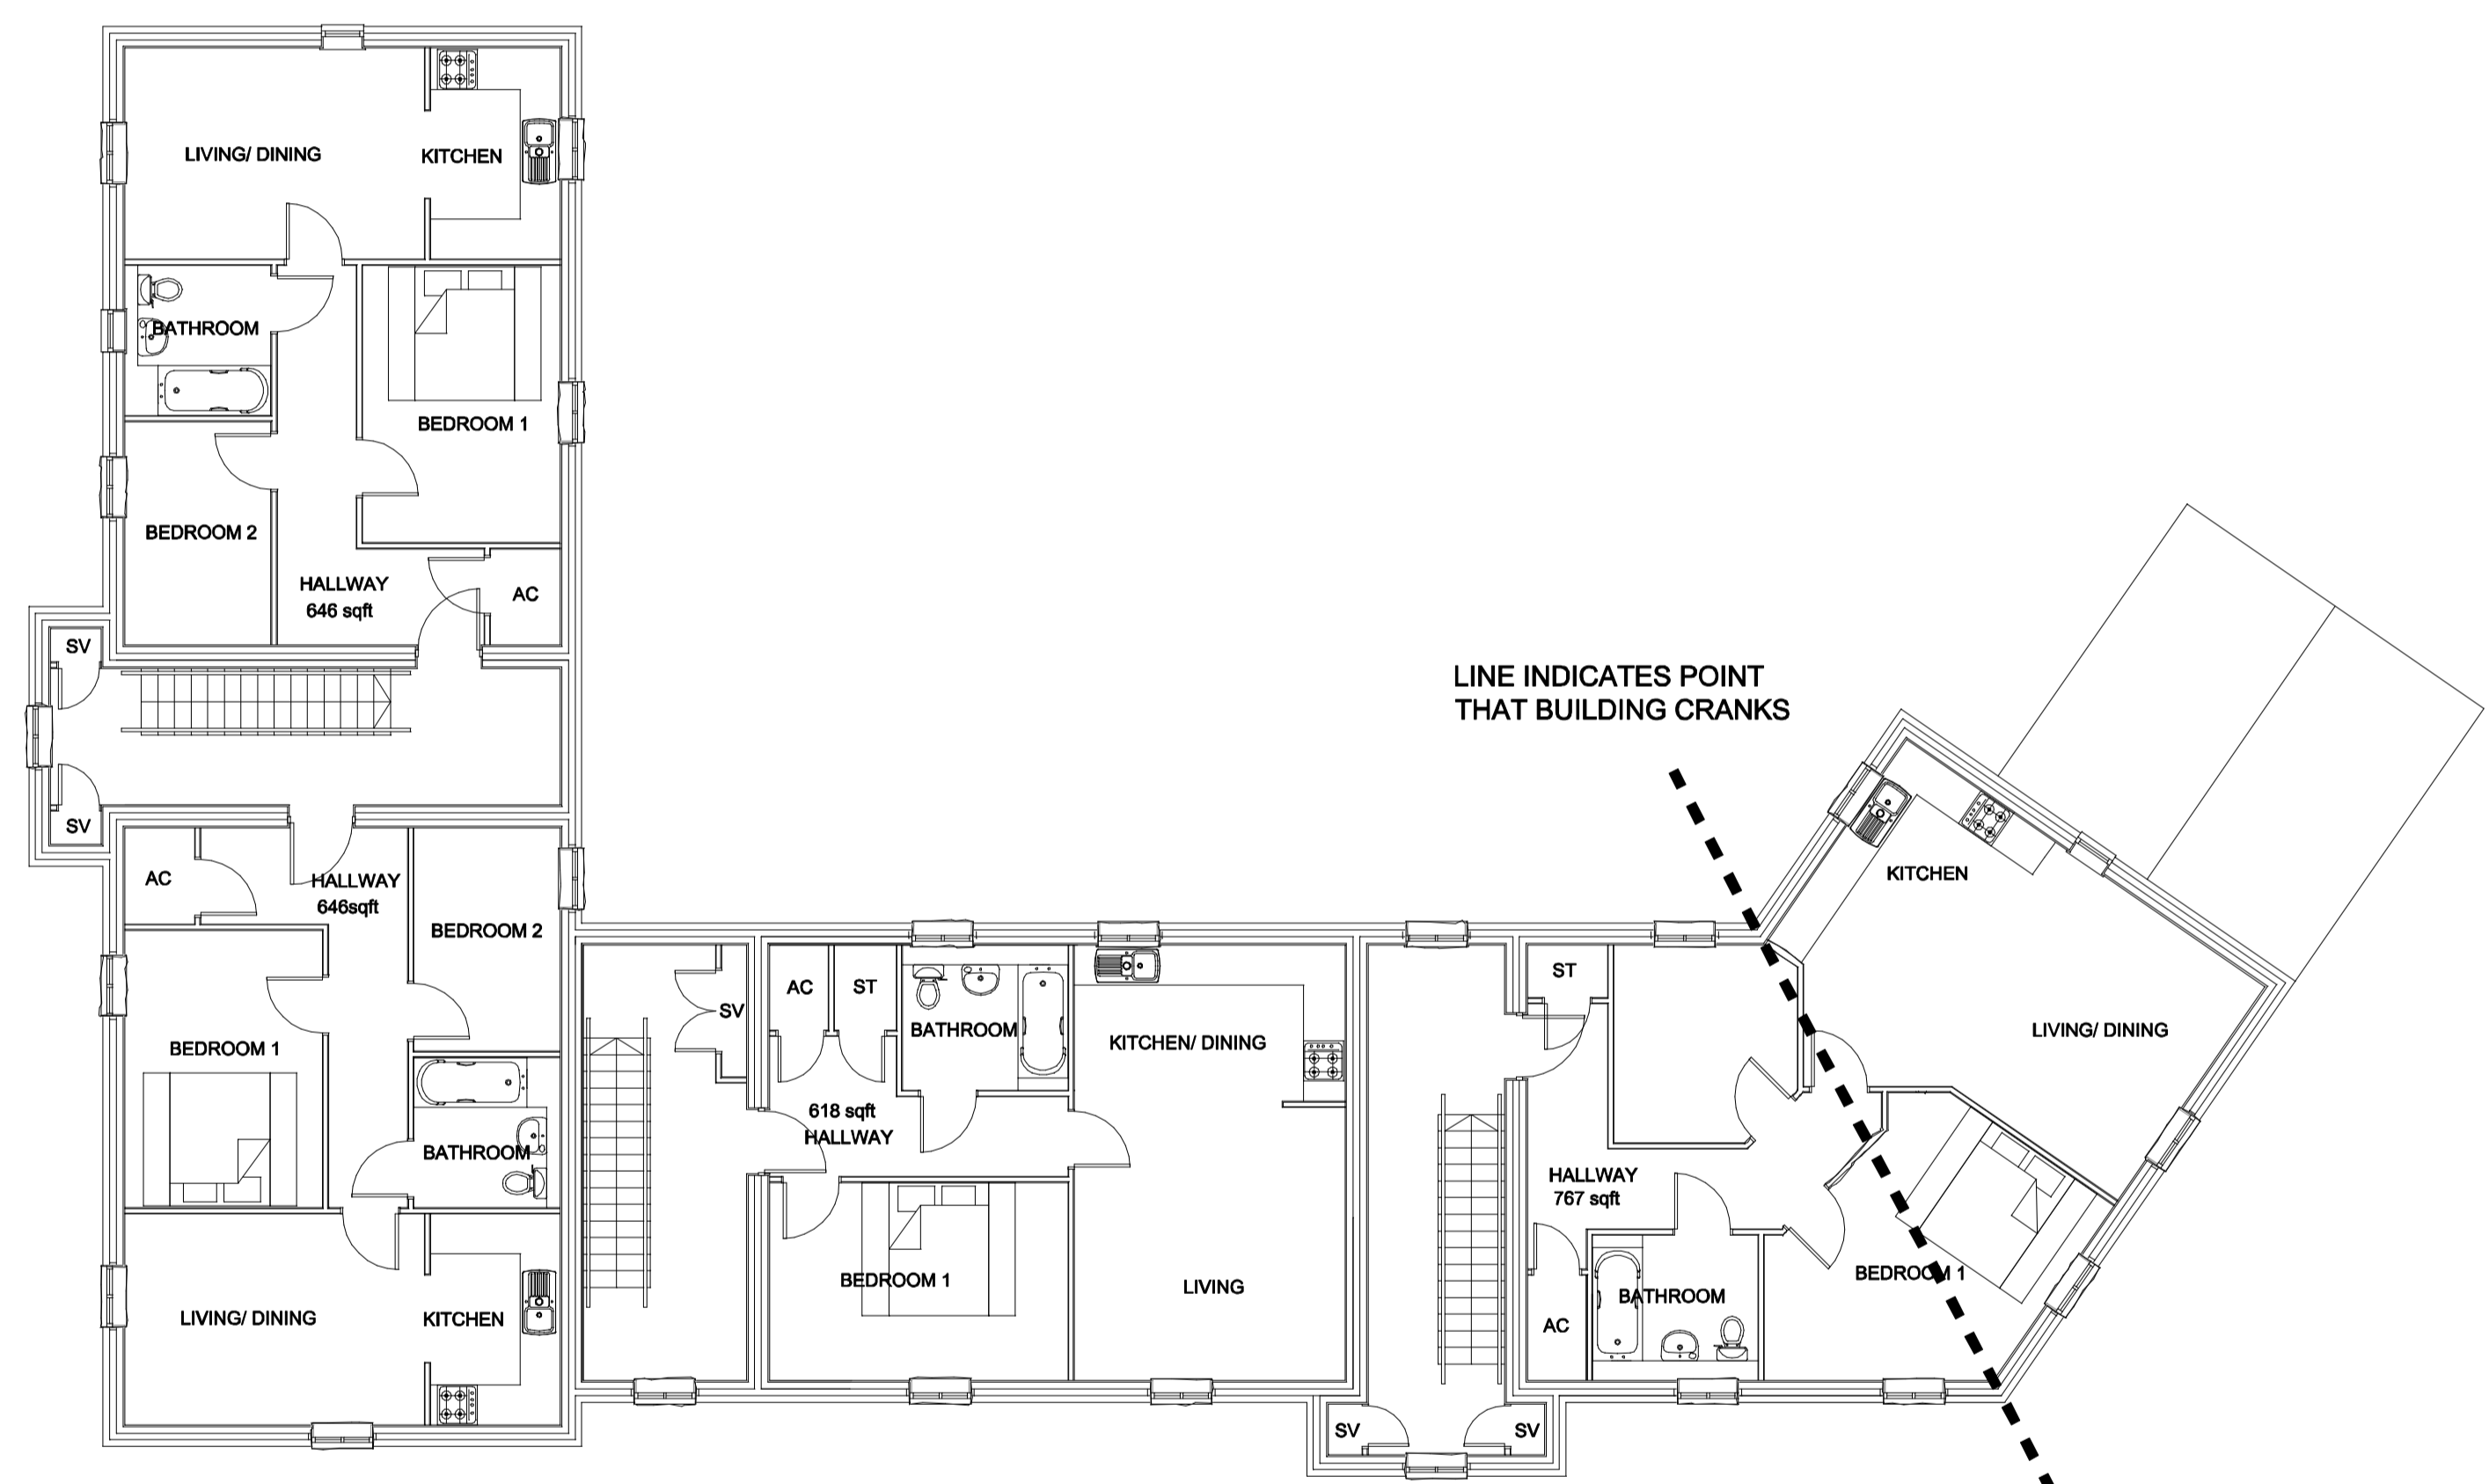 LIVING/ DINING
KITCHEN
BATHROOM
BEDROOM 1
BEDROOM 2
HALLWAY
646 sqft
AC
SV
SV
AC
HALLWAY
646sqft
BEDROOM 2
BEDROOM 1
BATHROOM
LIVING/ DINING
KITCHEN
SV
AC
ST
BATHROOM
KITCHEN/ DINING
618 sqft
HALLWAY
BEDROOM 1
LIVING
LINE INDICATES POINT
THAT BUILDING CRANKS
ST
KITCHEN
LIVING/ DINING
HALLWAY
767 sqft
BEDROOM 1
BATHROOM
AC
SV
SV